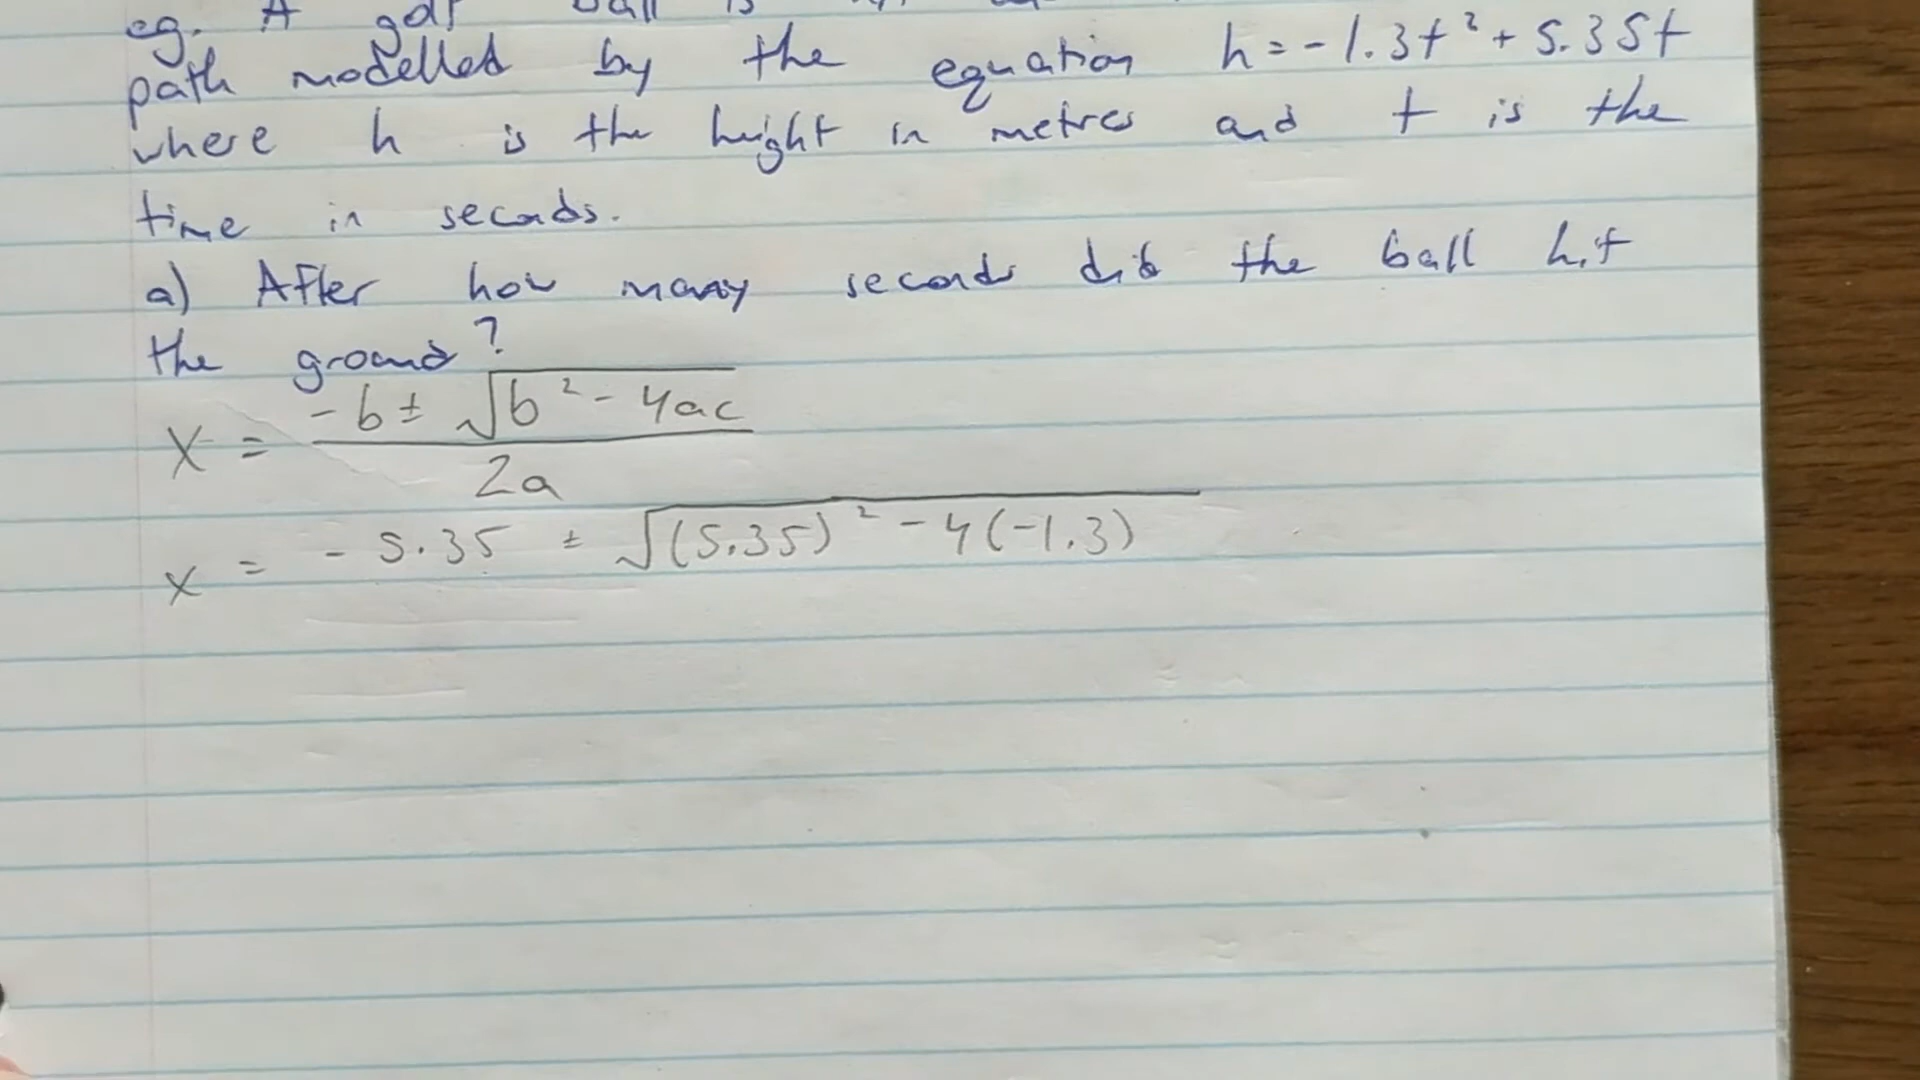 eg. A golf ball is
path modelled by the equation h = -1.3t² + 5.35t
where h is the height in metres and t is the
time in seconds.
a) After how many seconds did the ball hit
the ground?
x = -b ± √b² - 4ac / 2a
x = -5.35 ± √(5.35)² - 4(-1.3)